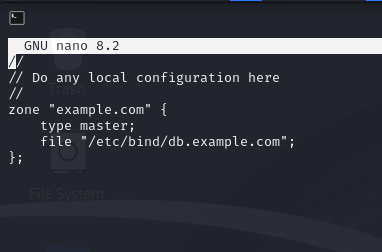 GNU nano 8.2
//
// Do any local configuration here
//
zone "example.com" {
    type master;
    file "/etc/bind/db.example.com";
};
Trash
File System